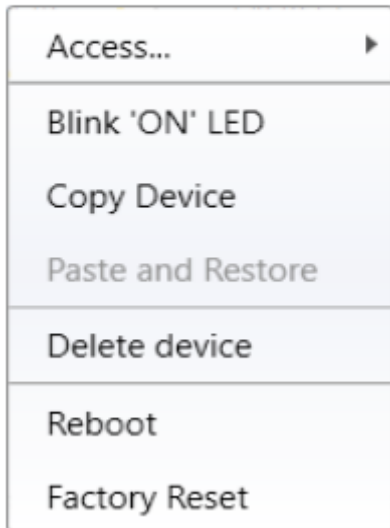 Access...
Blink 'ON' LED
Copy Device
Paste and Restore
Delete device
Reboot
Factory Reset